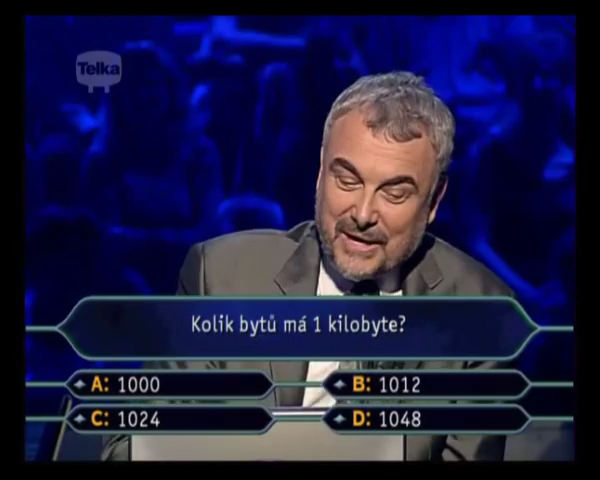 Telka
Kolik bytů má 1 kilobyte?
A: 1000
B: 1012
C: 1024
D: 1048